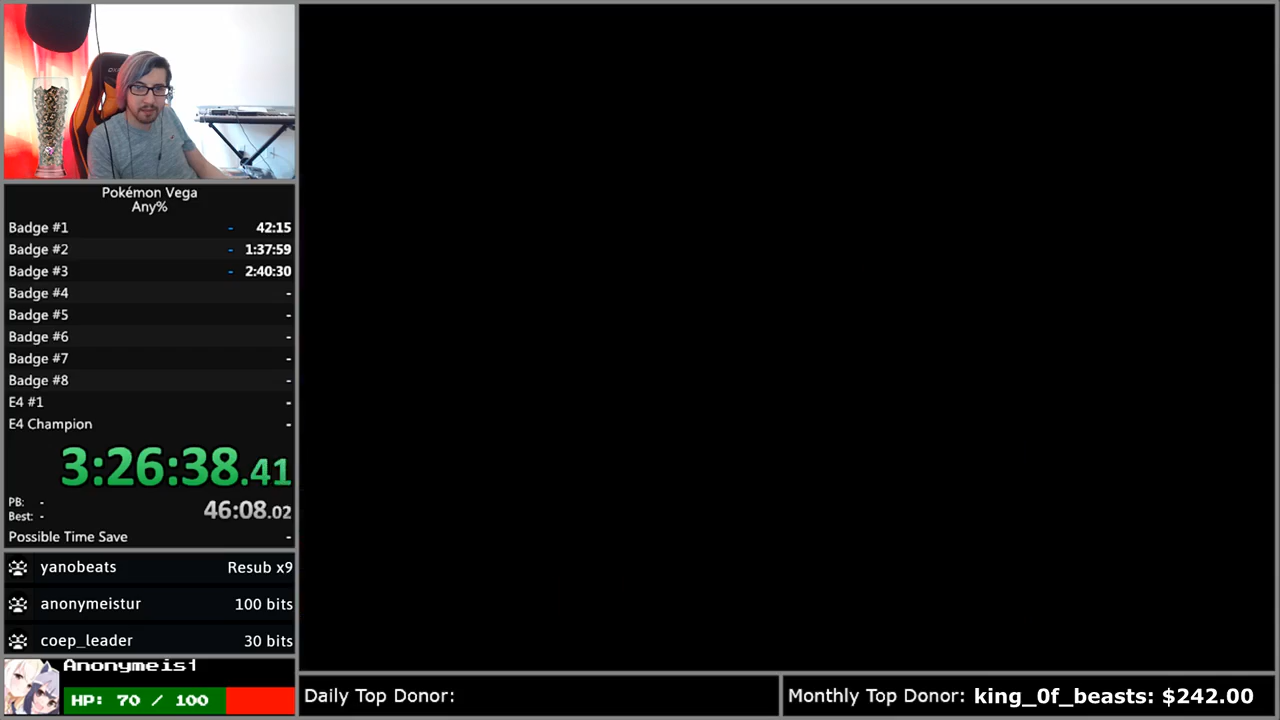 Pokémon Vega
Any%
Badge #1 - 42:15
Badge #2 - 1:37:59
Badge #3 - 2:40:30
Badge #4 -
Badge #5 -
Badge #6 -
Badge #7 -
Badge #8 -
E4 #1 -
E4 Champion -
3:26:38.41
PB: -
Best: -
46:08.02
Possible Time Save -
yanobeats Resub x9
anonymeistur 100 bits
coep_leader 30 bits
HP: 70 / 100
Daily Top Donor:
Monthly Top Donor: king_0f_beasts: $242.00